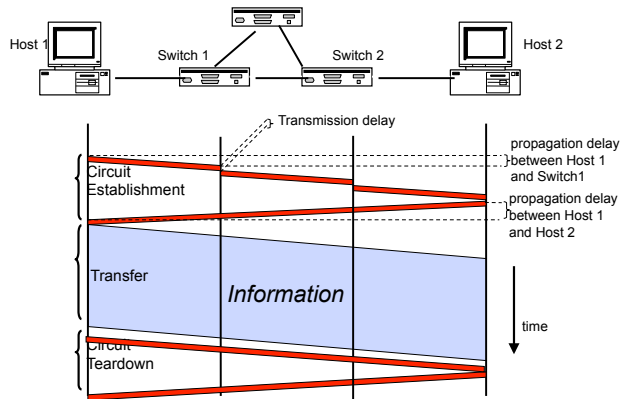 Host 1
Switch 1
Switch 2
Host 2
Transmission delay
propagation delay
between Host 1
and Switch1
Circuit
Establishment
propagation delay
between Host 1
and Host 2
Transfer
Information
time
Circuit
Teardown